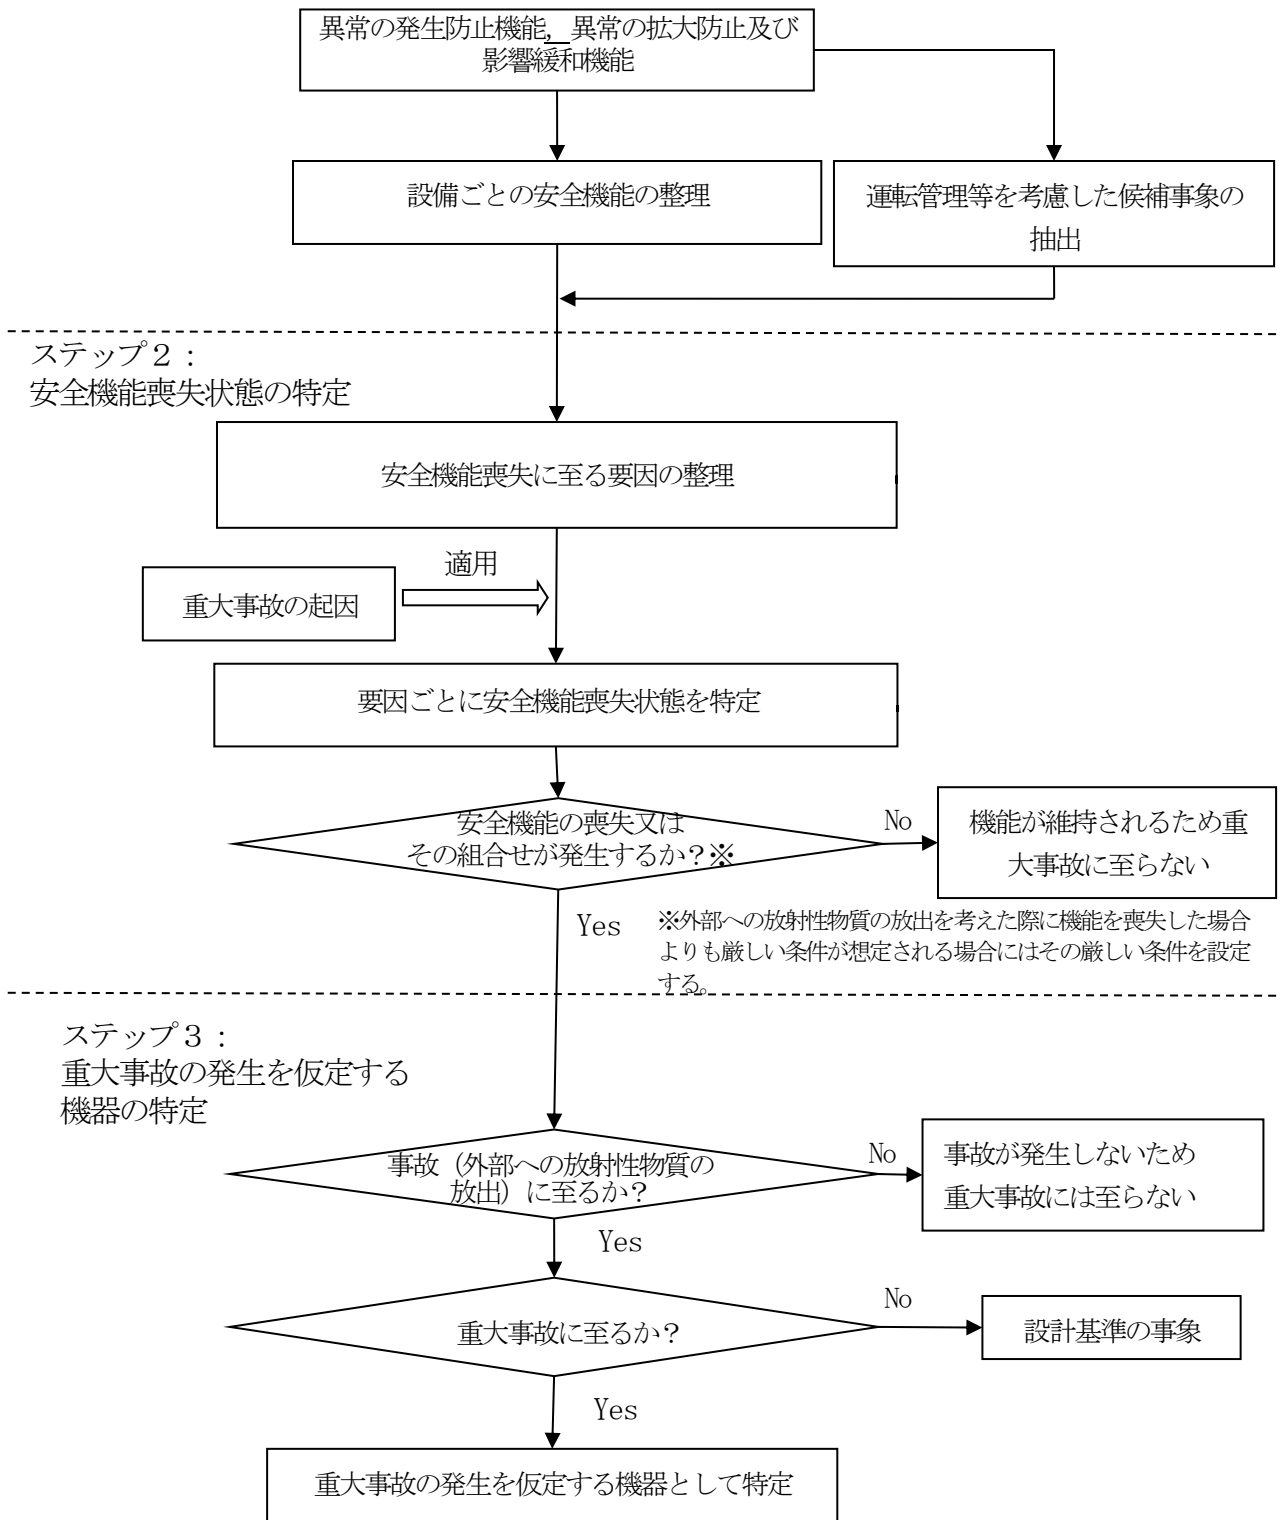 異常の発生防止機能，異常の拡大防止及び
影響緩和機能
設備ごとの安全機能の整理
運転管理等を考慮した候補事象の
抽出
ステップ２：
安全機能喪失状態の特定
安全機能喪失に至る要因の整理
適用
重大事故の起因
要因ごとに安全機能喪失状態を特定
安全機能の喪失又は
その組合せが発生するか？※
No
機能が維持されるため重
大事故に至らない
Yes
※外部への放射性物質の放出を考えた際に機能を喪失した場合
よりも厳しい条件が想定される場合にはその厳しい条件を設定
する。
ステップ３：
重大事故の発生を仮定する
機器の特定
事故（外部への放射性物質の
放出）に至るか？
No
事故が発生しないため
重大事故には至らない
Yes
重大事故に至るか？
No
設計基準の事象
Yes
重大事故の発生を仮定する機器として特定